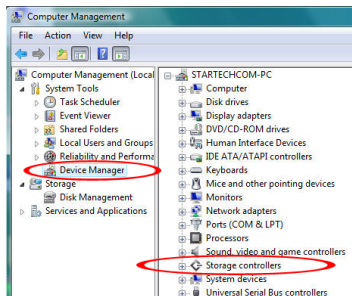 Computer Management
File Action View Help
Computer Management (Local
System Tools
Task Scheduler
Event Viewer
Shared Folders
Local Users and Groups
Reliability and Performa
Device Manager
Storage
Disk Management
Services and Applications
STARTECHCOM-PC
Computer
Disk drives
Display adapters
DVD/CD-ROM drives
Human Interface Devices
IDE ATA/ATAPI controllers
Keyboards
Mice and other pointing devices
Monitors
Network adapters
Ports (COM & LPT)
Processors
Sound, video and game controllers
Storage controllers
System devices
Universal Serial Bus controllers